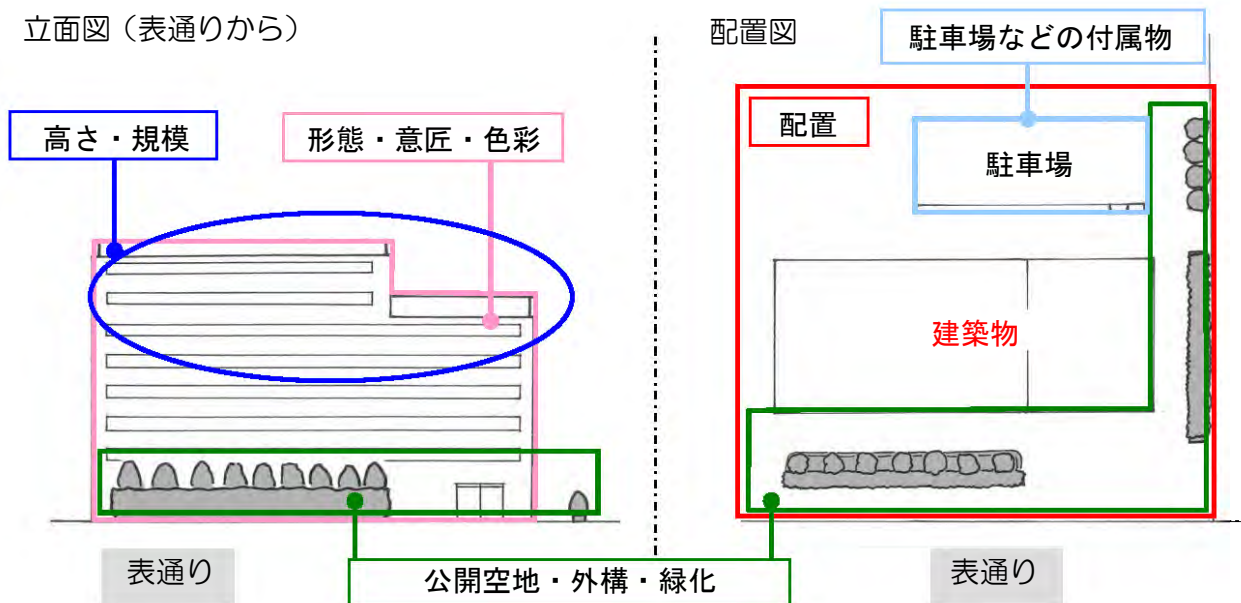 立面図（表通りから）
配置図
駐車場などの付属物
高さ・規模
形態・意匠・色彩
配置
駐車場
建築物
表通り
公開空地・外構・緑化
表通り